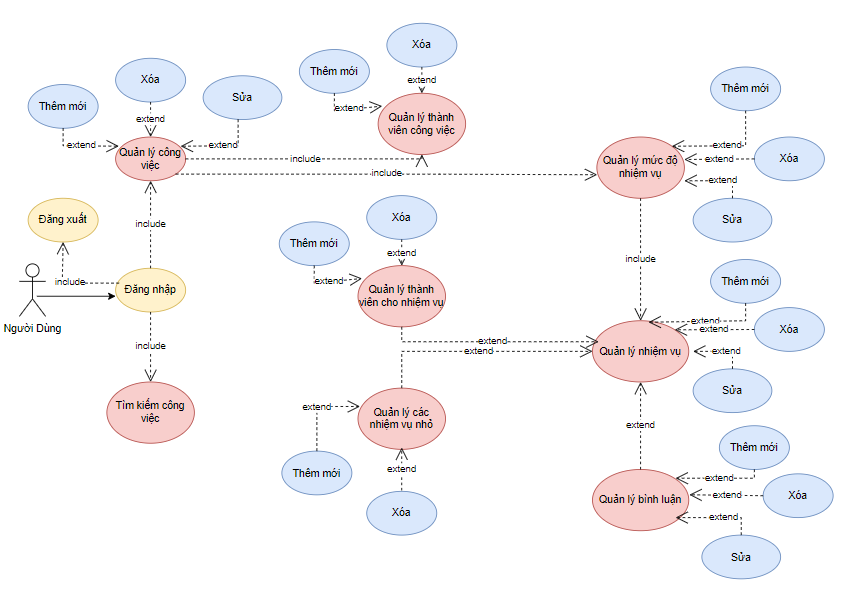 Xóa
Thêm mới
extend
extend
Quản lý thành
viên công việc
Xóa
Thêm mới
Sửa
extend
extend
extend
Quản lý công
việc
include
include
Thêm mới
extend
Quản lý mức độ
nhiệm vụ
extend
Xóa
extend
Sửa
Đăng xuất
include
include
Người Dùng
Đăng nhập
include
Tìm kiếm công
việc
Xóa
Thêm mới
extend
extend
Quản lý thành
viên cho nhiệm vụ
extend
extend
include
Thêm mới
extend
extend
Xóa
Quản lý nhiệm vụ
extend
Sửa
extend
Quản lý các
nhiệm vụ nhỏ
extend
Thêm mới
Xóa
extend
Thêm mới
extend
Quản lý bình luận
extend
Xóa
extend
Sửa